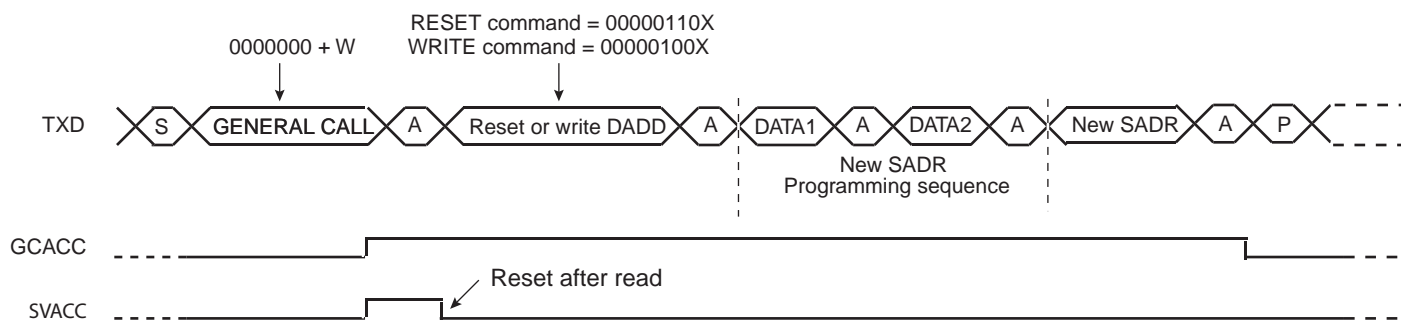 RESET command = 00000110X
0000000 + W
WRITE command = 00000100X
TXD
S
GENERAL CALL
A
Reset or write DADD
A
DATA1
A
DATA2
A
New SADR
A
P
New SADR
Programming sequence
GCACC
Reset after read
SVACC